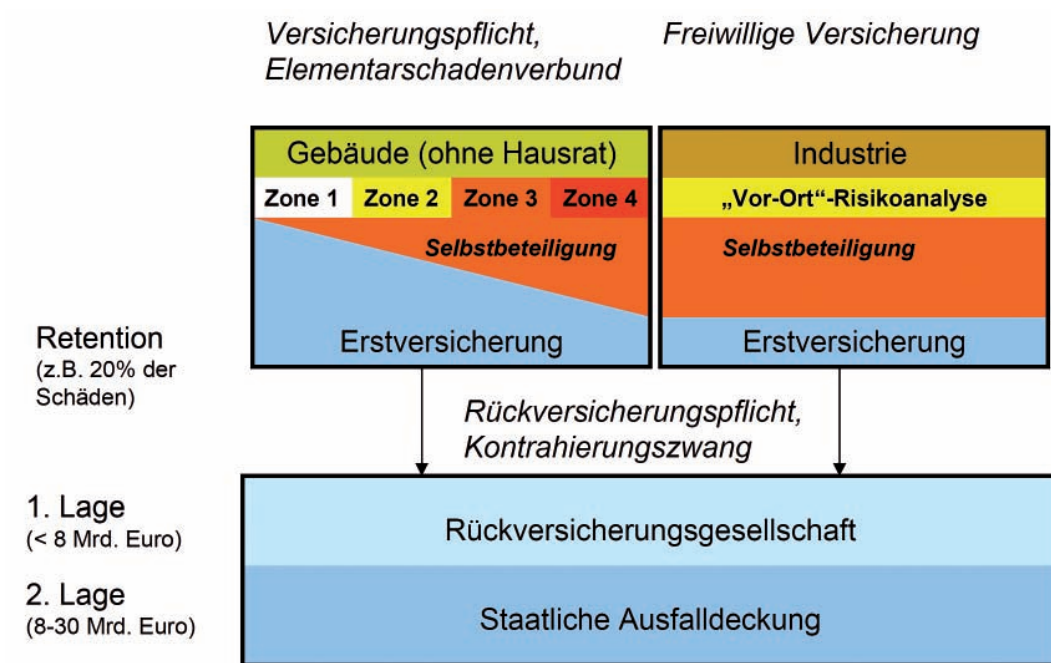 Versicherungspflicht,
Elementarschadenverbund
Freiwillige Versicherung
Gebäude (ohne Hausrat)
Zone 1
Zone 2
Zone 3
Zone 4
Selbstbeteiligung
Erstversicherung
Industrie
„Vor-Ort“-Risikoanalyse
Selbstbeteiligung
Erstversicherung
Retention
(z.B. 20% der
Schäden)
Rückversicherungspflicht,
Kontrahierungszwang
1. Lage
(< 8 Mrd. Euro)
Rückversicherungsgesellschaft
2. Lage
(8-30 Mrd. Euro)
Staatliche Ausfalldeckung